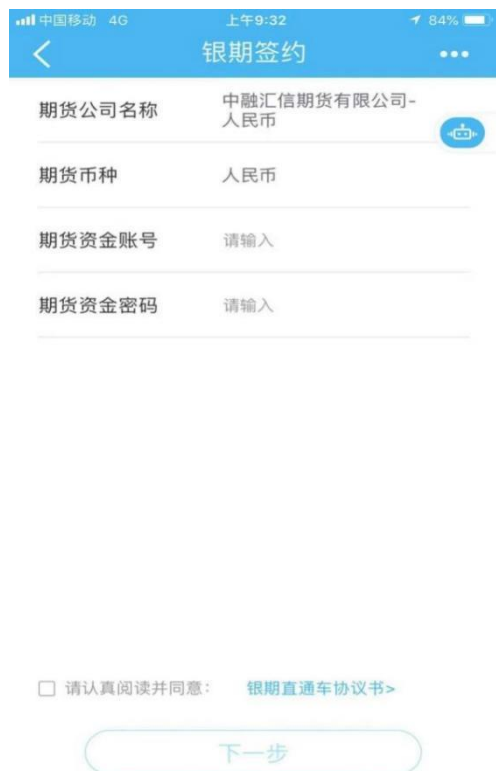 中国移动 4G 上午9:32 84%
银期签约
期货公司名称 中融汇信期货有限公司-
人民币
期货币种 人民币
期货资金账号 请输入
期货资金密码 请输入
请认真阅读并同意: 银期直通车协议书>
下一步